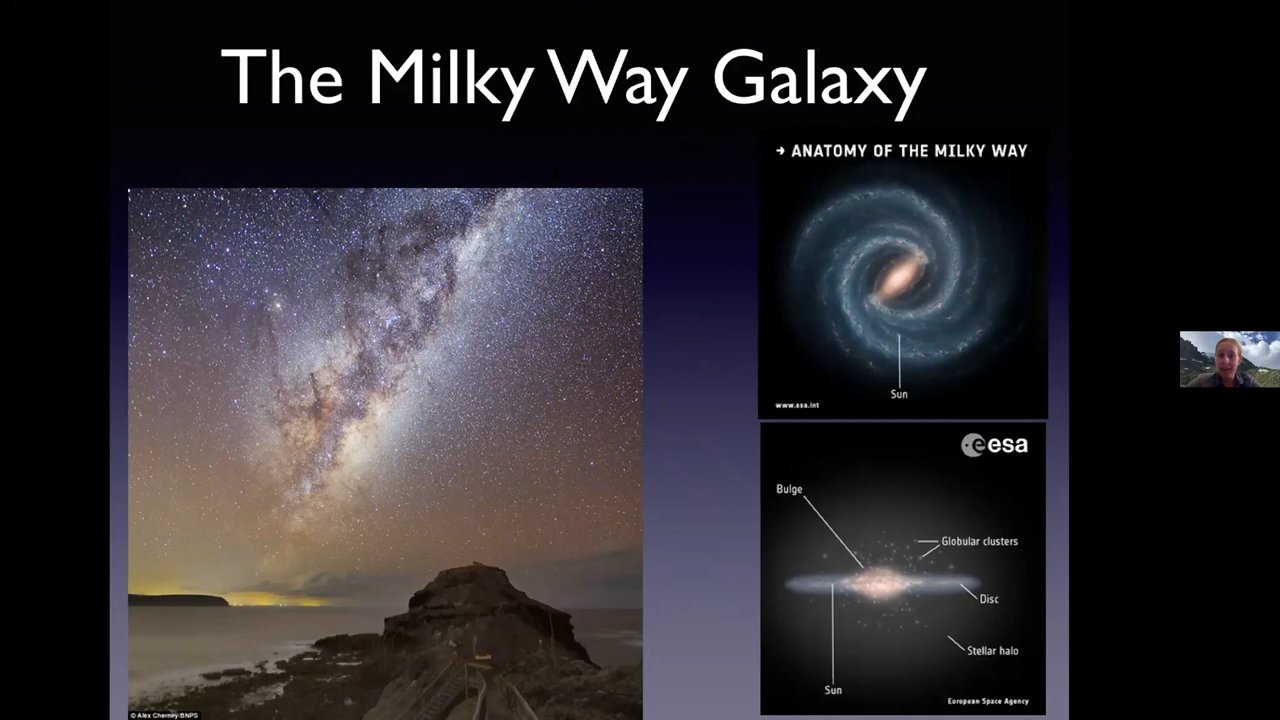 The Milky Way Galaxy
© Alex Cherney/BNPS
→ ANATOMY OF THE MILKY WAY
Sun
www.esa.int
esa
Bulge
Globular clusters
Disc
Stellar halo
Sun
European Space Agency